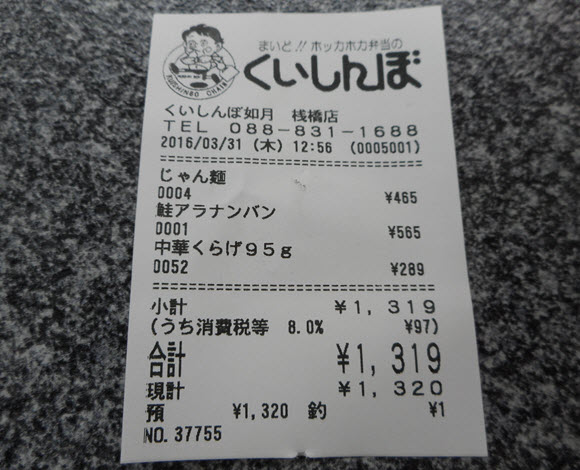 まいど!!ホッカホカ弁当の
くいしんぼ
くいしんぼ如月 桟橋店
TEL 088-831-1688
2016/03/31 (木) 12:56 (0005001)
じゃん麺
0004 ¥465
鮭アラナンバン
0001 ¥565
中華くらげ95g
0052 ¥289
小計 ¥1,319
(うち消費税等 8.0% ¥97)
合計 ¥1,319
現計 ¥1,320
預 ¥1,320 釣 ¥1
NO.37755